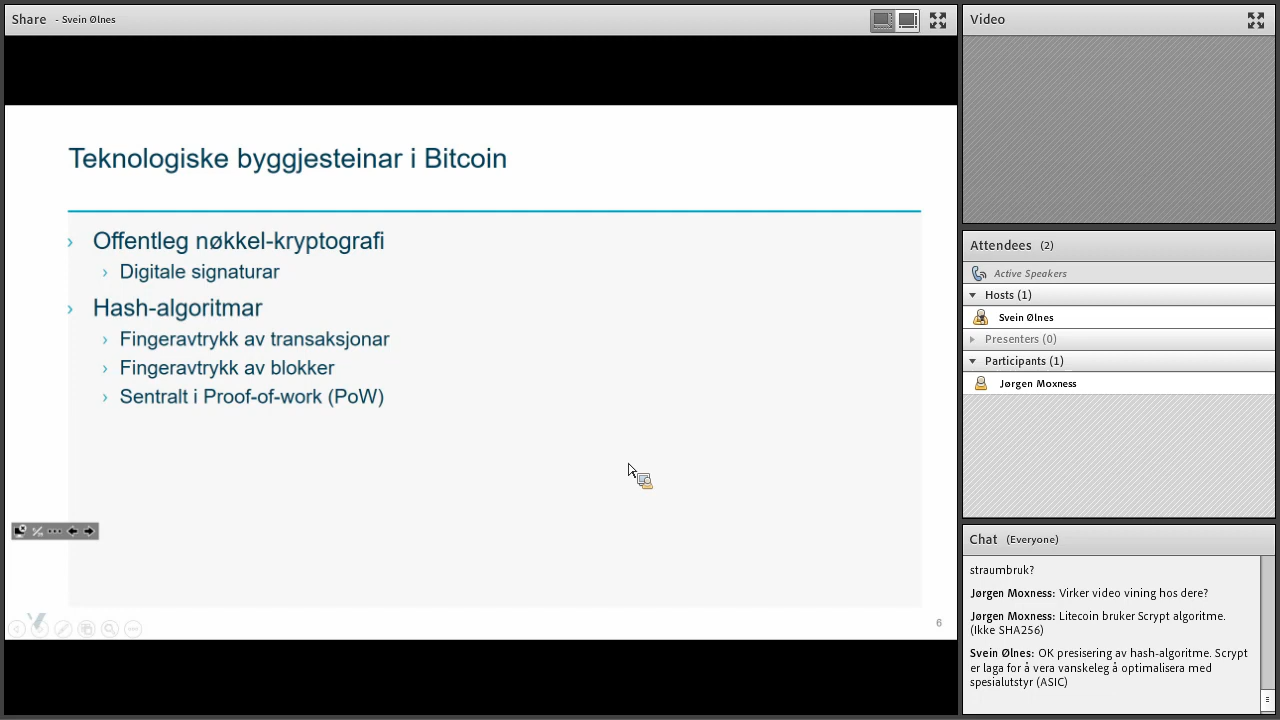 Share - Svein Ølnes
Teknologiske byggjesteinar i Bitcoin
› Offentleg nøkkel-kryptografi
› Digitale signaturar
› Hash-algoritmar
› Fingeravtrykk av transaksjonar
› Fingeravtrykk av blokker
› Sentralt i Proof-of-work (PoW)
6
Video
Attendees (2)
Active Speakers
Hosts (1)
Svein Ølnes
Presenters (0)
Participants (1)
Jørgen Moxness
Chat (Everyone)
straumbruk?
Jørgen Moxness: Virker video vining hos dere?
Jørgen Moxness: Litecoin bruker Scrypt algoritme.
(Ikke SHA256)
Svein Ølnes: OK presisering av hash-algoritme. Scrypt
er laga for å vera vanskeleg å optimalisera med
spesialutstyr (ASIC)